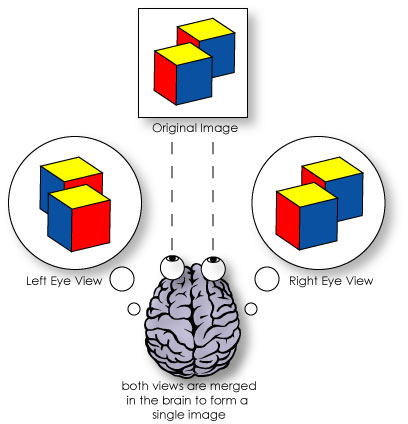 Original Image
Left Eye View
Right Eye View
both views are merged
in the brain to form a
single image